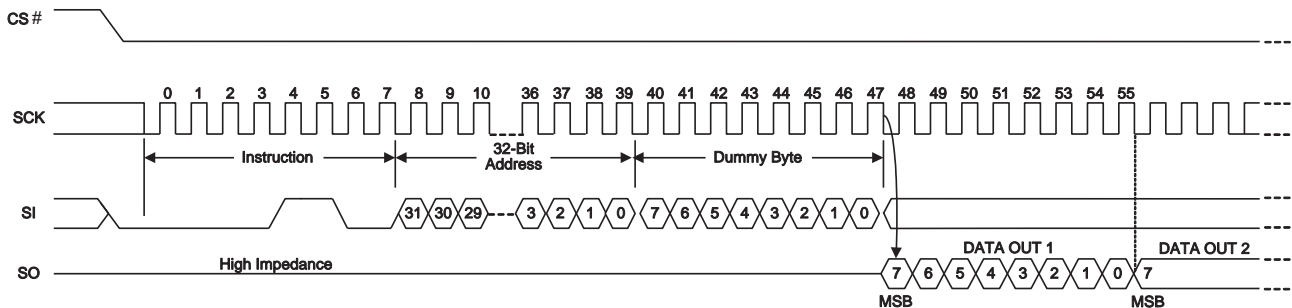 CS #
0 1 2 3 4 5 6 7 8 9 10 36 37 38 39 40 41 42 43 44 45 46 47 48 49 50 51 52 53 54 55
SCK
Instruction
32-Bit
Address
Dummy Byte
SI
31 30 29 3 2 1 0 7 6 5 4 3 2 1 0
DATA OUT 1
DATA OUT 2
High Impedance
SO
7 6 5 4 3 2 1 0 7
MSB
MSB